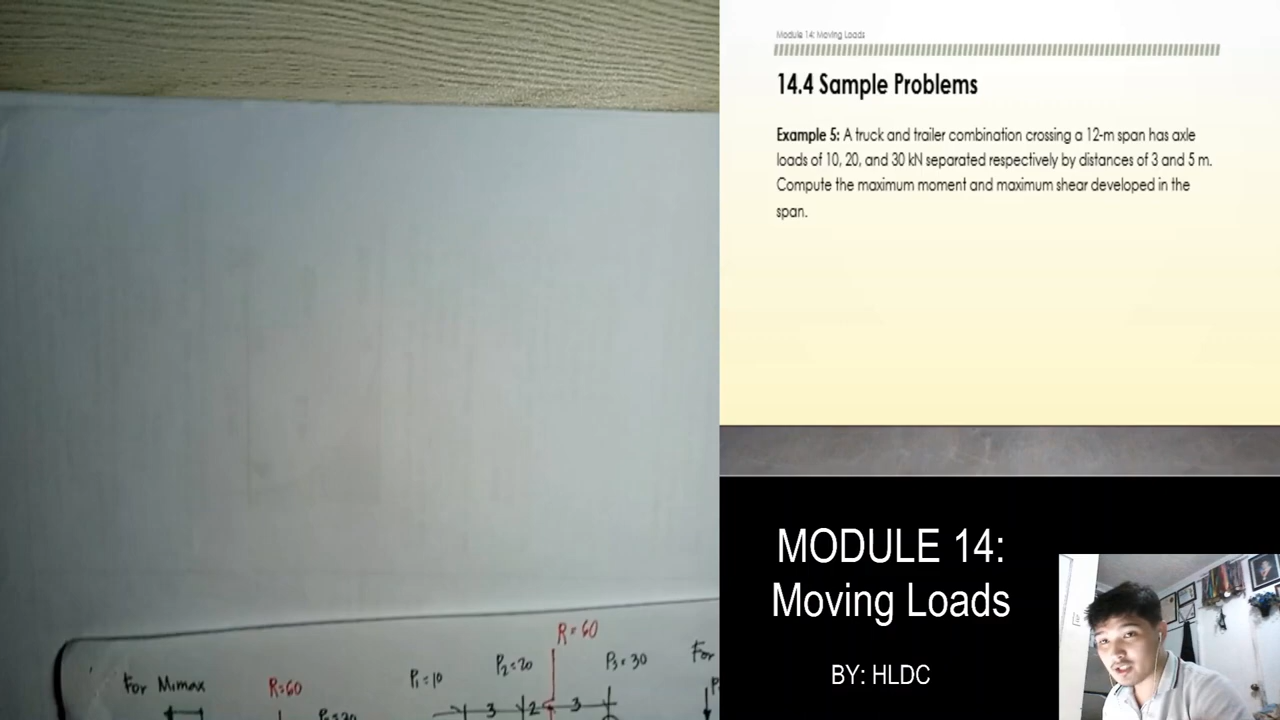 Module 14: Moving Loads
14.4 Sample Problems
Example 5: A truck and trailer combination crossing a 12-m span has axle
loads of 10, 20, and 30 kN separated respectively by distances of 3 and 5 m.
Compute the maximum moment and maximum shear developed in the
span.
MODULE 14:
Moving Loads
BY: HLDC
R=60
P1=10
P2=20
P3=30
For
For Mmax
R=60
P2=20
3
2
3